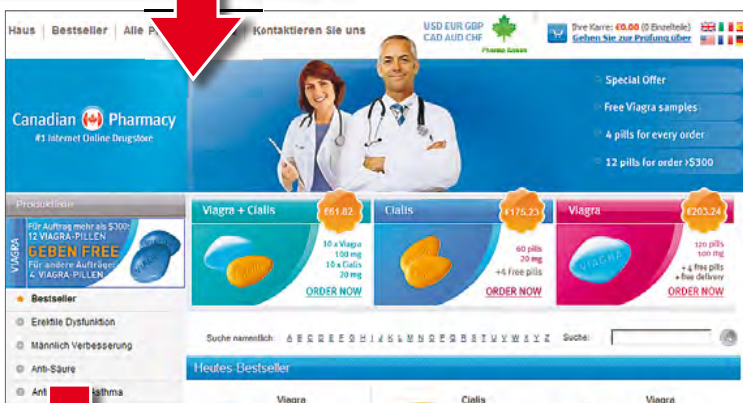 Haus | Bestseller | Alle P | Kontaktieren Sie uns
USD EUR GBP
CAD AUD CHF
Ihre Karre: €0.00 (0 Einzelteile)
Gehen Sie zur Prüfung über
Canadian Pharmacy
#1 Internet Online Drugstore
Special Offer
Free Viagra samples
4 pills for every order
12 pills for order >$300
Produktliste
Für Auftrag mehr als $300:
12 VIAGRA-PILLEN
GEBEN FREE
Für andere Aufträge
4 VIAGRA-PILLEN
VIAGRA
Viagra + Cialis
€61.82
10 x Viagra
100 mg
10 x Cialis
20 mg
ORDER NOW
Cialis
€175.23
60 pills
20 mg
+4 Free pills
ORDER NOW
Viagra
€203.24
VIAGRA
120 pills
100 mg
+ 4 free pills
+ free delivery
ORDER NOW
Bestseller
Erektile Dysfunktion
Männlich Verbesserung
Anti-Säure
Ant Asthma
Suche namentlich: A B C D E F G H I J K L M N O P Q R S T U V W X Y Z Suche:
Heutes Bestseller
Viagra Cialis Viagra